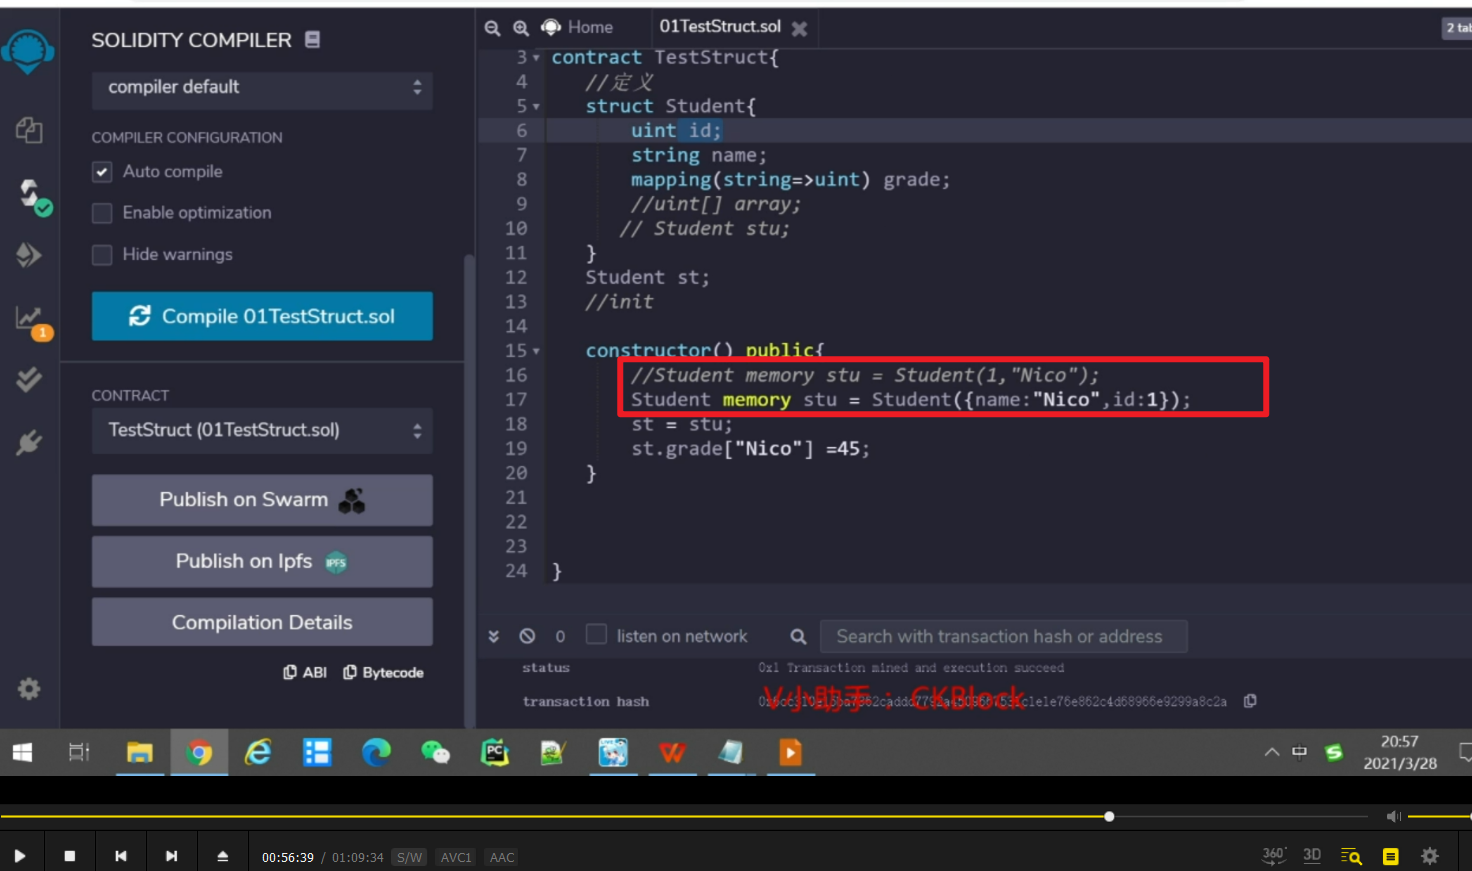 SOLIDITY COMPILER
compiler default
COMPILER CONFIGURATION
Auto compile
Enable optimization
Hide warnings
Compile 01TestStruct.sol
1
CONTRACT
TestStruct (01TestStruct.sol)
Publish on Swarm
Publish on Ipfs
IPFS
Compilation Details
ABI Bytecode
Home 01TestStruct.sol
2 tab
3 contract TestStruct{
4 //定义
5 struct Student{
6 uint id;
7 string name;
8 mapping(string=>uint) grade;
9 //uint[] array;
10 // Student stu;
11 }
12 Student st;
13 //init
14
15 constructor() public{
16 //Student memory stu = Student(1,"Nico");
17 Student memory stu = Student({name:"Nico",id:1});
18 st = stu;
19 st.grade["Nico"] =45;
20 }
21
22
23
24 }
0 listen on network Search with transaction hash or address
status 0x1 Transaction mined and execution succeed
transaction hash
V小助手 : CKBlock
PC W 中 S 20:57
2021/3/28
00:56:39 / 01:09:34 S/W AVC1 AAC 360° 3D